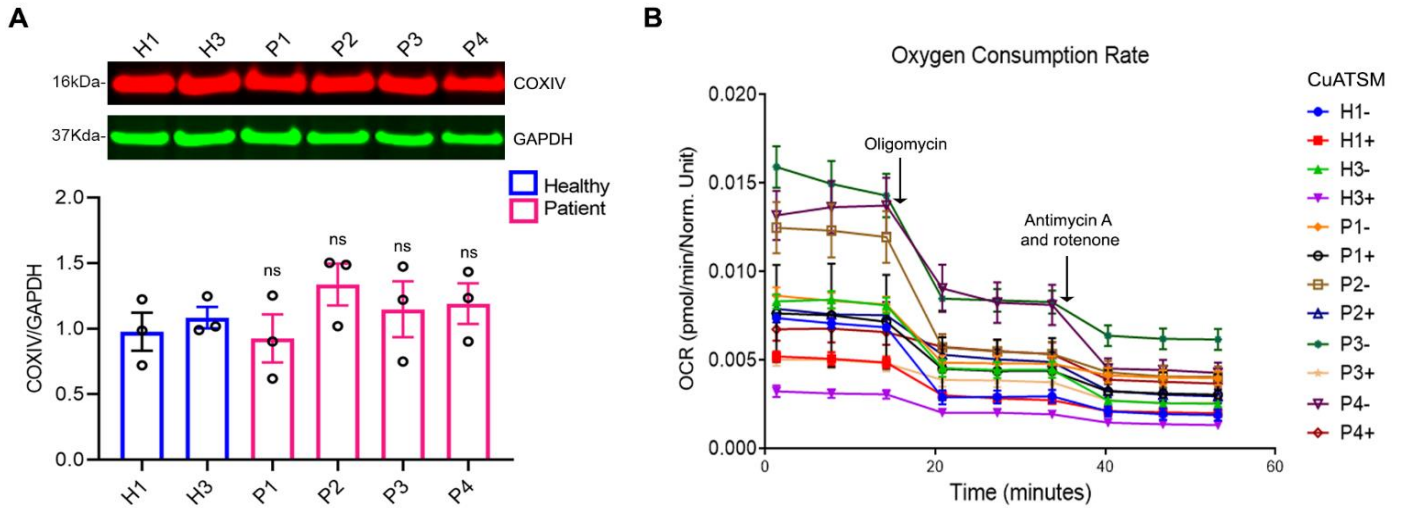 A
H1 H3 P1 P2 P3 P4
16kDa- COXIV
37Kda- GAPDH
Healthy
Patient
COXIV/GAPDH
2.0
1.5
1.0
0.5
0.0
ns ns ns ns
H1 H3 P1 P2 P3 P4
B
Oxygen Consumption Rate
OCR (pmol/min/Norm. Unit)
0.020
0.015
0.010
0.005
0.000
Oligomycin
Antimycin A
and rotenone
0 20 40 60
Time (minutes)
CuATSM
H1-
H1+
H3-
H3+
P1-
P1+
P2-
P2+
P3-
P3+
P4-
P4+